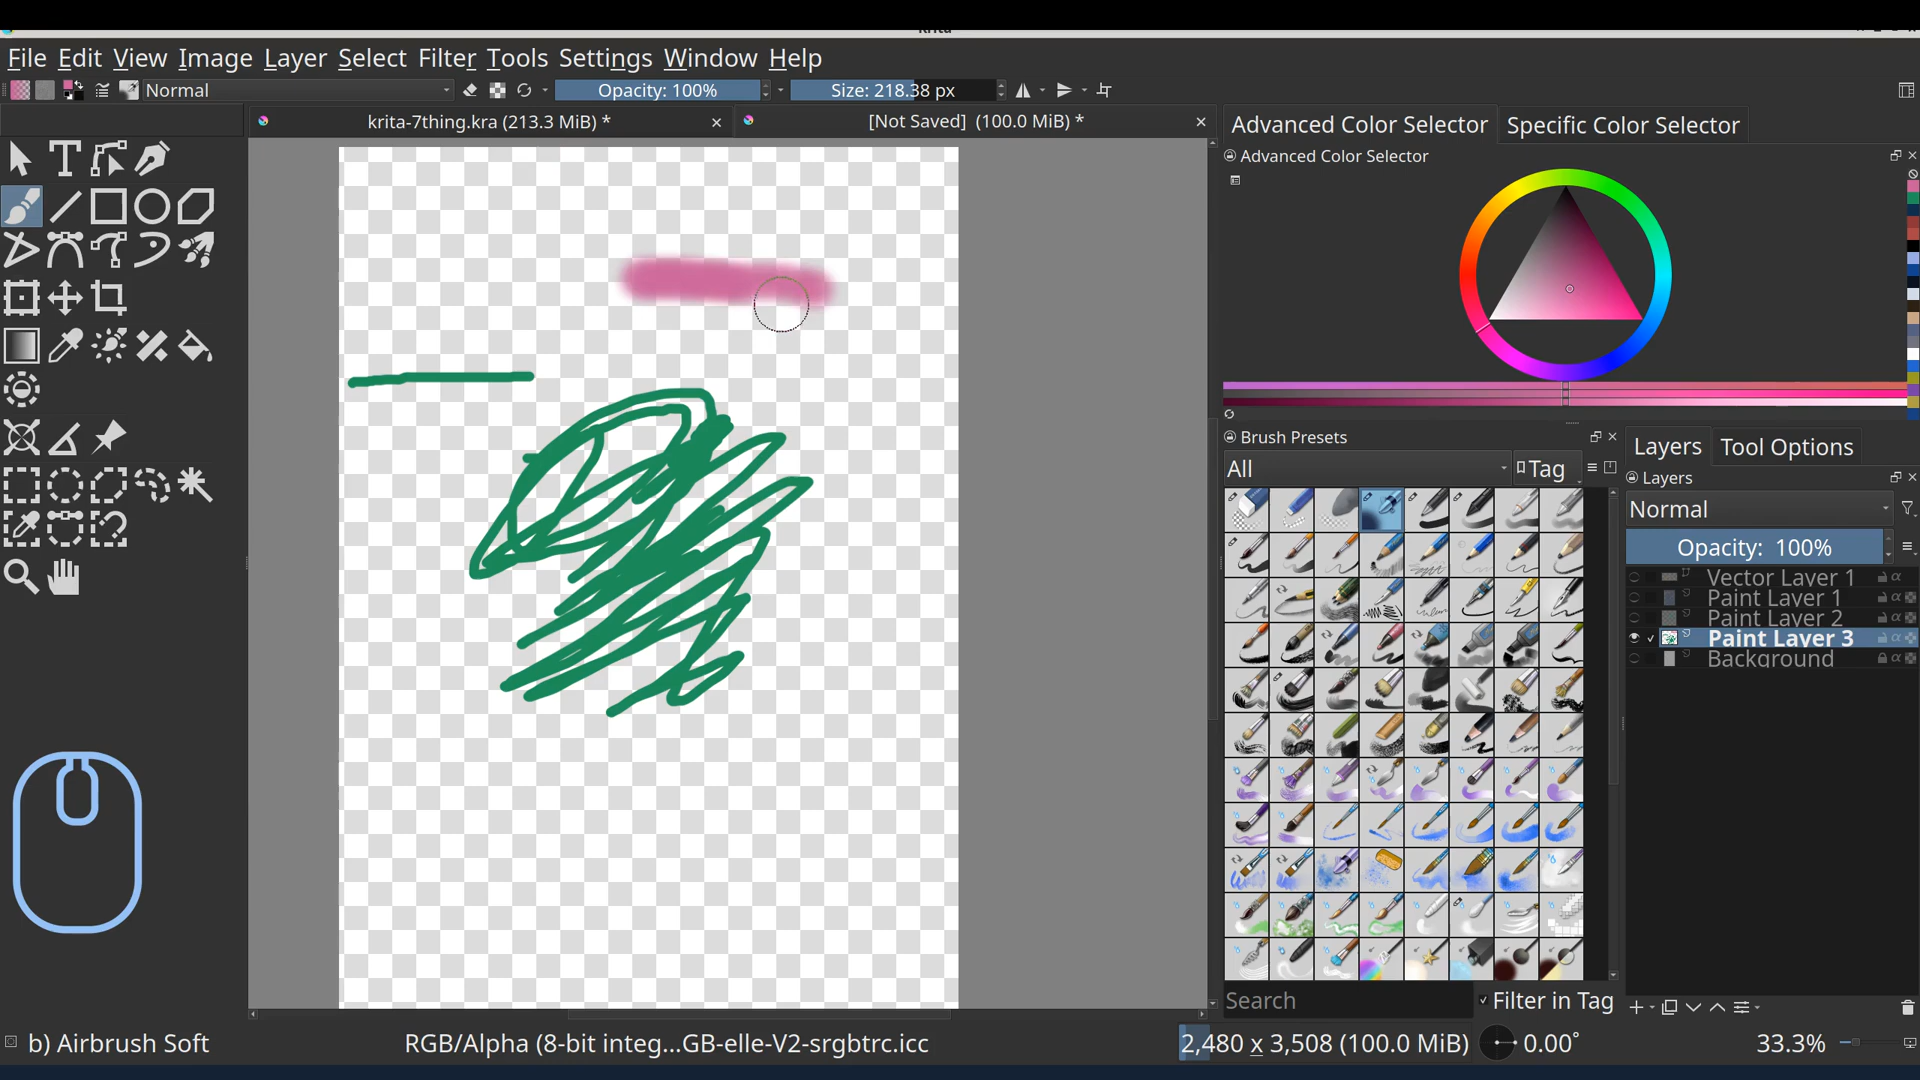 krita
File Edit View Image Layer Select Filter Tools Settings Window Help
Normal Opacity: 100% Size: 218.38 px
krita-7thing.kra (213.3 MiB) * [Not Saved] (100.0 MiB) *
Advanced Color Selector Specific Color Selector
Advanced Color Selector
Brush Presets
All Tag
Layers Tool Options
Layers
Normal
Opacity: 100%
Vector Layer 1
Paint Layer 1
Paint Layer 2
Paint Layer 3
Background
Search Filter in Tag
b) Airbrush Soft RGB/Alpha (8-bit integ...GB-elle-V2-srgbtrc.icc 2,480 x 3,508 (100.0 MiB) 0.00° 33.3%